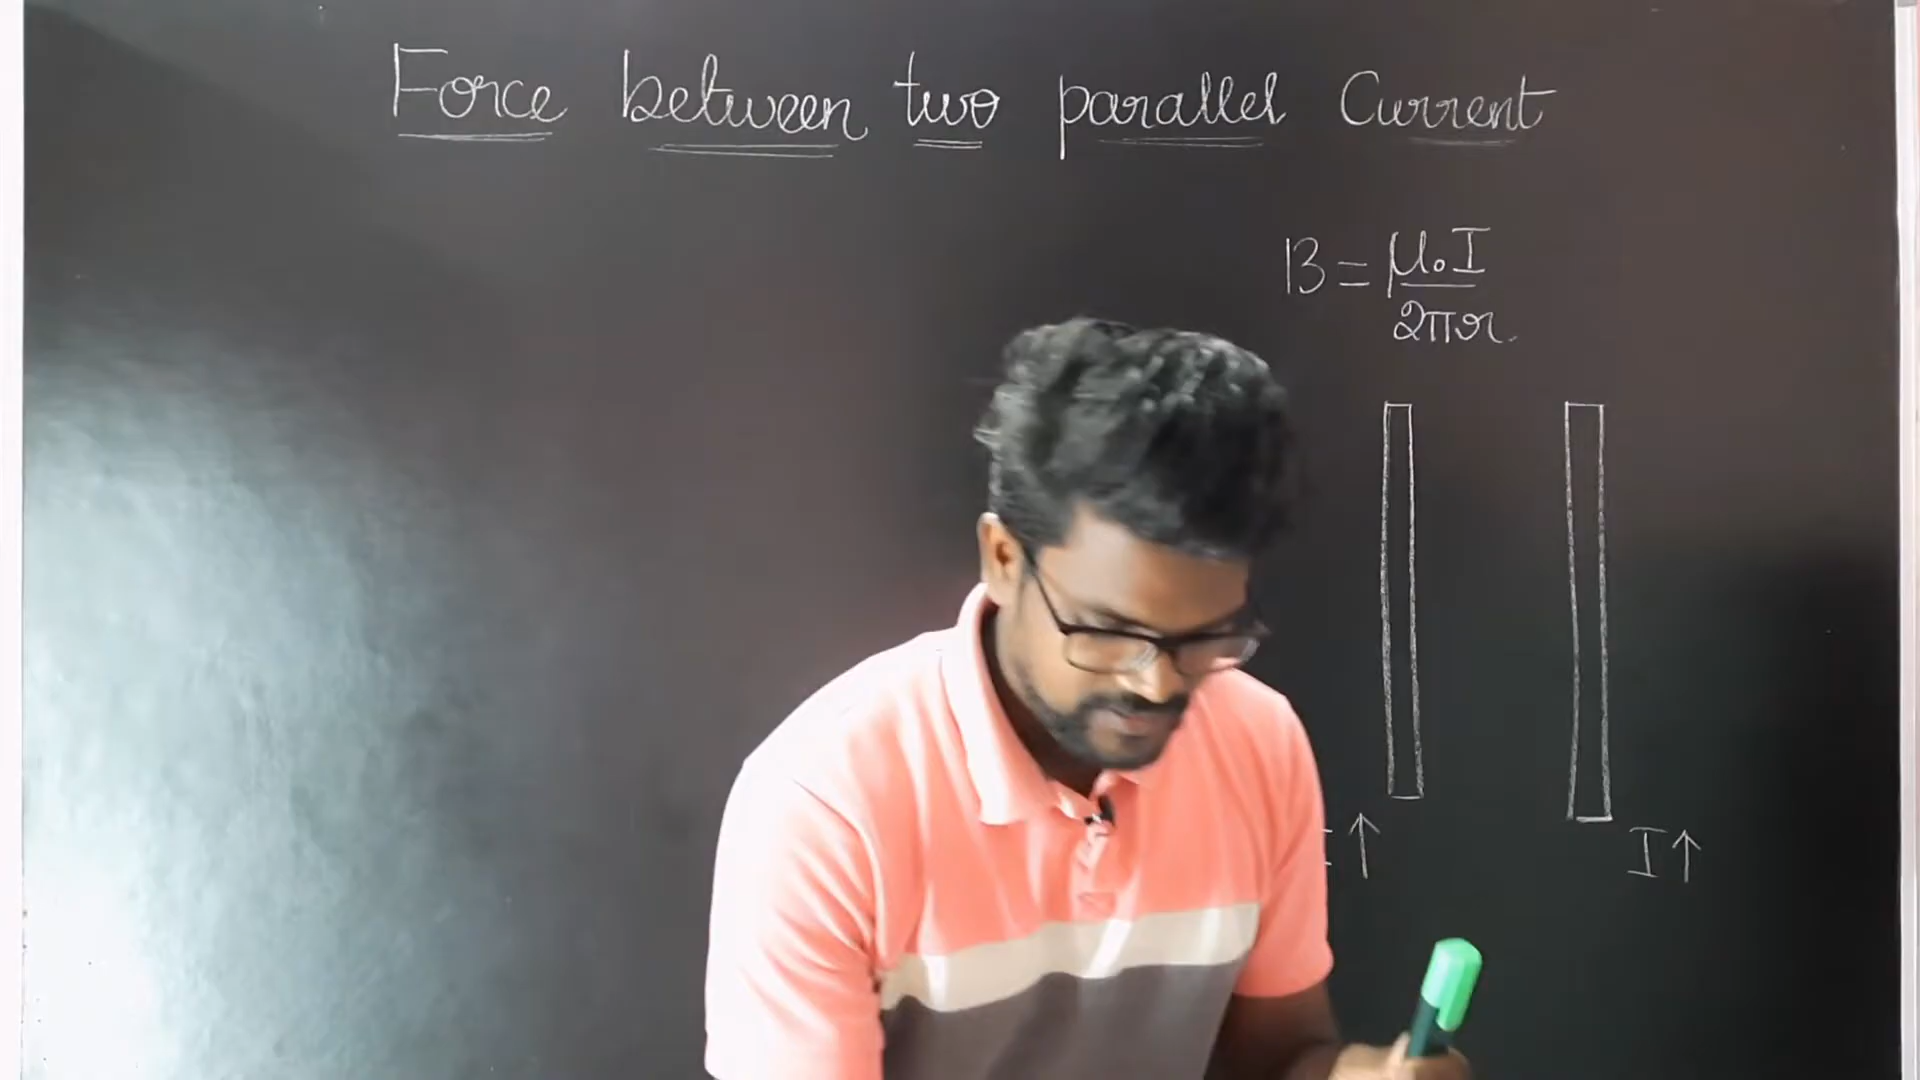 Force between two parallel Current
B = μ₀I
2πr
I↑ I↑